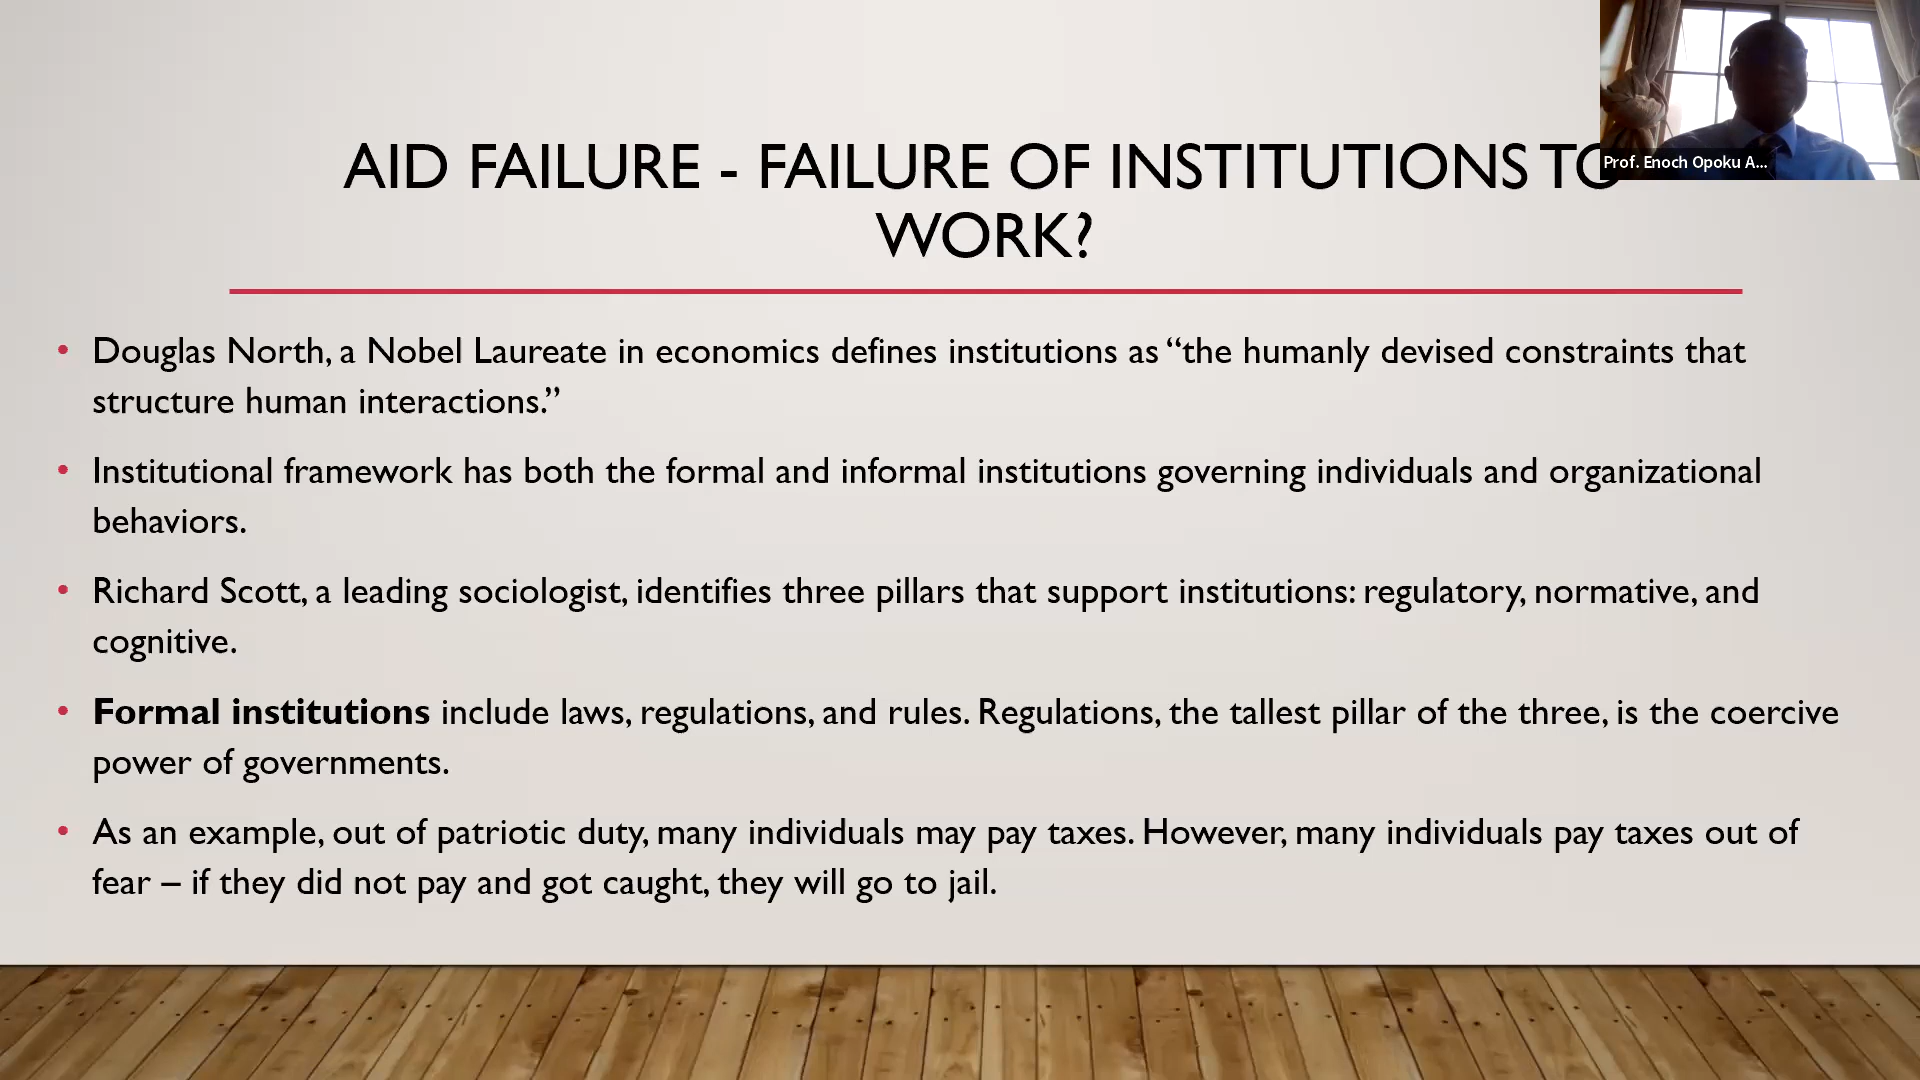 AID FAILURE - FAILURE OF INSTITUTIONS TO
WORK?
Prof. Enoch Opoku A...
• Douglas North, a Nobel Laureate in economics defines institutions as “the humanly devised constraints that
structure human interactions.”
• Institutional framework has both the formal and informal institutions governing individuals and organizational
behaviors.
• Richard Scott, a leading sociologist, identifies three pillars that support institutions: regulatory, normative, and
cognitive.
• Formal institutions include laws, regulations, and rules. Regulations, the tallest pillar of the three, is the coercive
power of governments.
• As an example, out of patriotic duty, many individuals may pay taxes. However, many individuals pay taxes out of
fear – if they did not pay and got caught, they will go to jail.